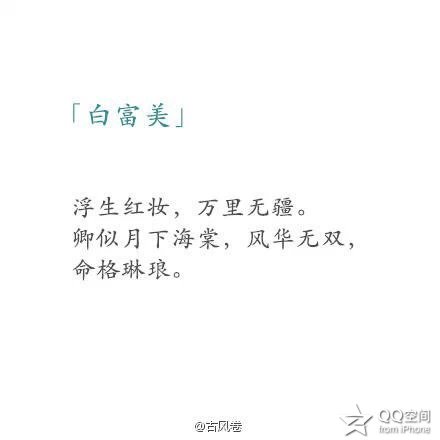 「白富美」
浮生红妆，万里无疆。
卿似月下海棠，风华无双，
命格琳琅。
@古风卷
QQ空间
from iPhone